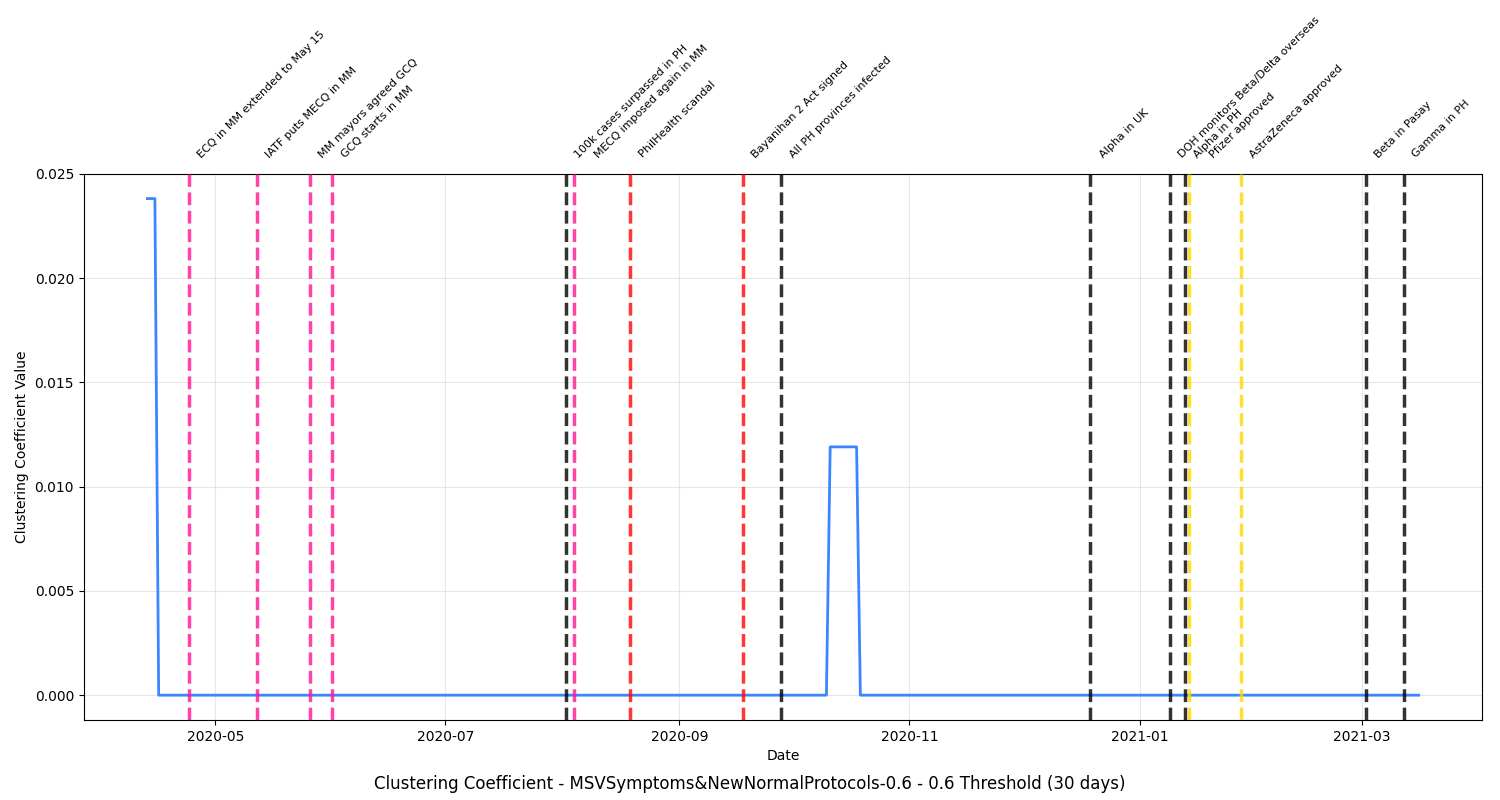 ECQ in MM extended to May 15
IATF puts MECQ in MM
MM mayors agreed GCQ
GCQ starts in MM
100k cases surpassed in PH
MECQ imposed again in MM
PhilHealth scandal
Bayanihan 2 Act signed
All PH provinces infected
Alpha in UK
DOH monitors Beta/Delta overseas
Alpha in PH
Pfizer approved
AstraZeneca approved
Beta in Pasay
Gamma in PH
Clustering Coefficient Value
0.025
0.020
0.015
0.010
0.005
0.000
2020-05
2020-07
2020-09
2020-11
2021-01
2021-03
Date
Clustering Coefficient - MSVSymptoms&NewNormalProtocols-0.6 - 0.6 Threshold (30 days)